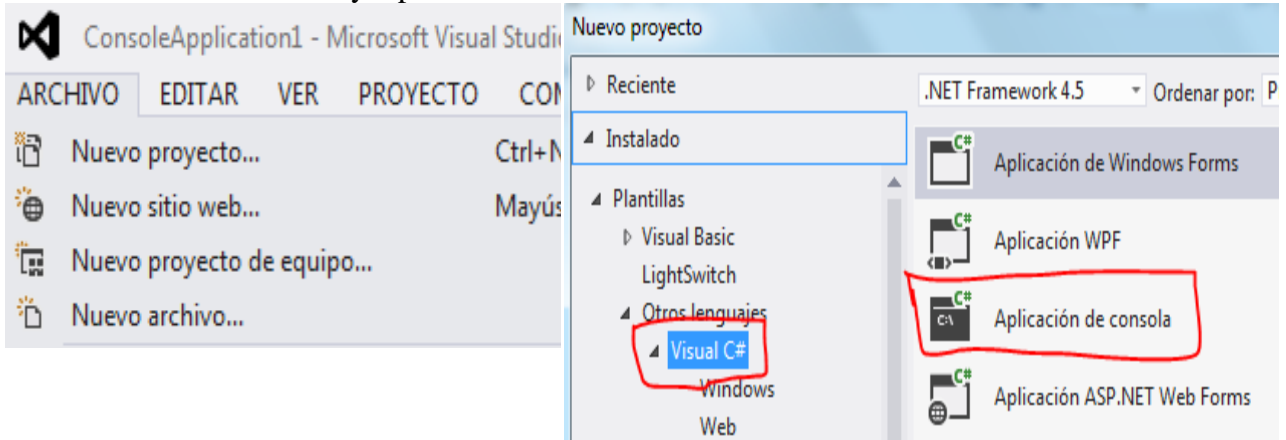 ConsoleApplication1 - Microsoft Visual Studi
ARCHIVO EDITAR VER PROYECTO
Nuevo proyecto... Ctrl+N
Nuevo sitio web... Mayús
Nuevo proyecto de equipo...
Nuevo archivo...
Nuevo proyecto
Reciente
Instalado
Plantillas
Visual Basic
LightSwitch
Otros lenguajes
Visual C#
Windows
Web
.NET Framework 4.5 Ordenar por: P
C# Aplicación de Windows Forms
C# Aplicación WPF
C# C:\ Aplicación de consola
C# Aplicación ASP.NET Web Forms